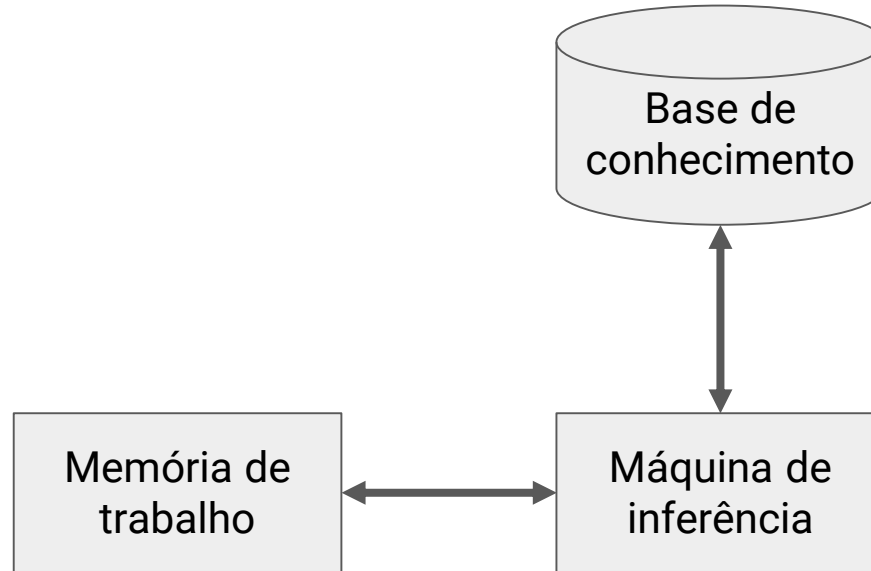 Base de
conhecimento
Memória de
trabalho
Máquina de
inferência